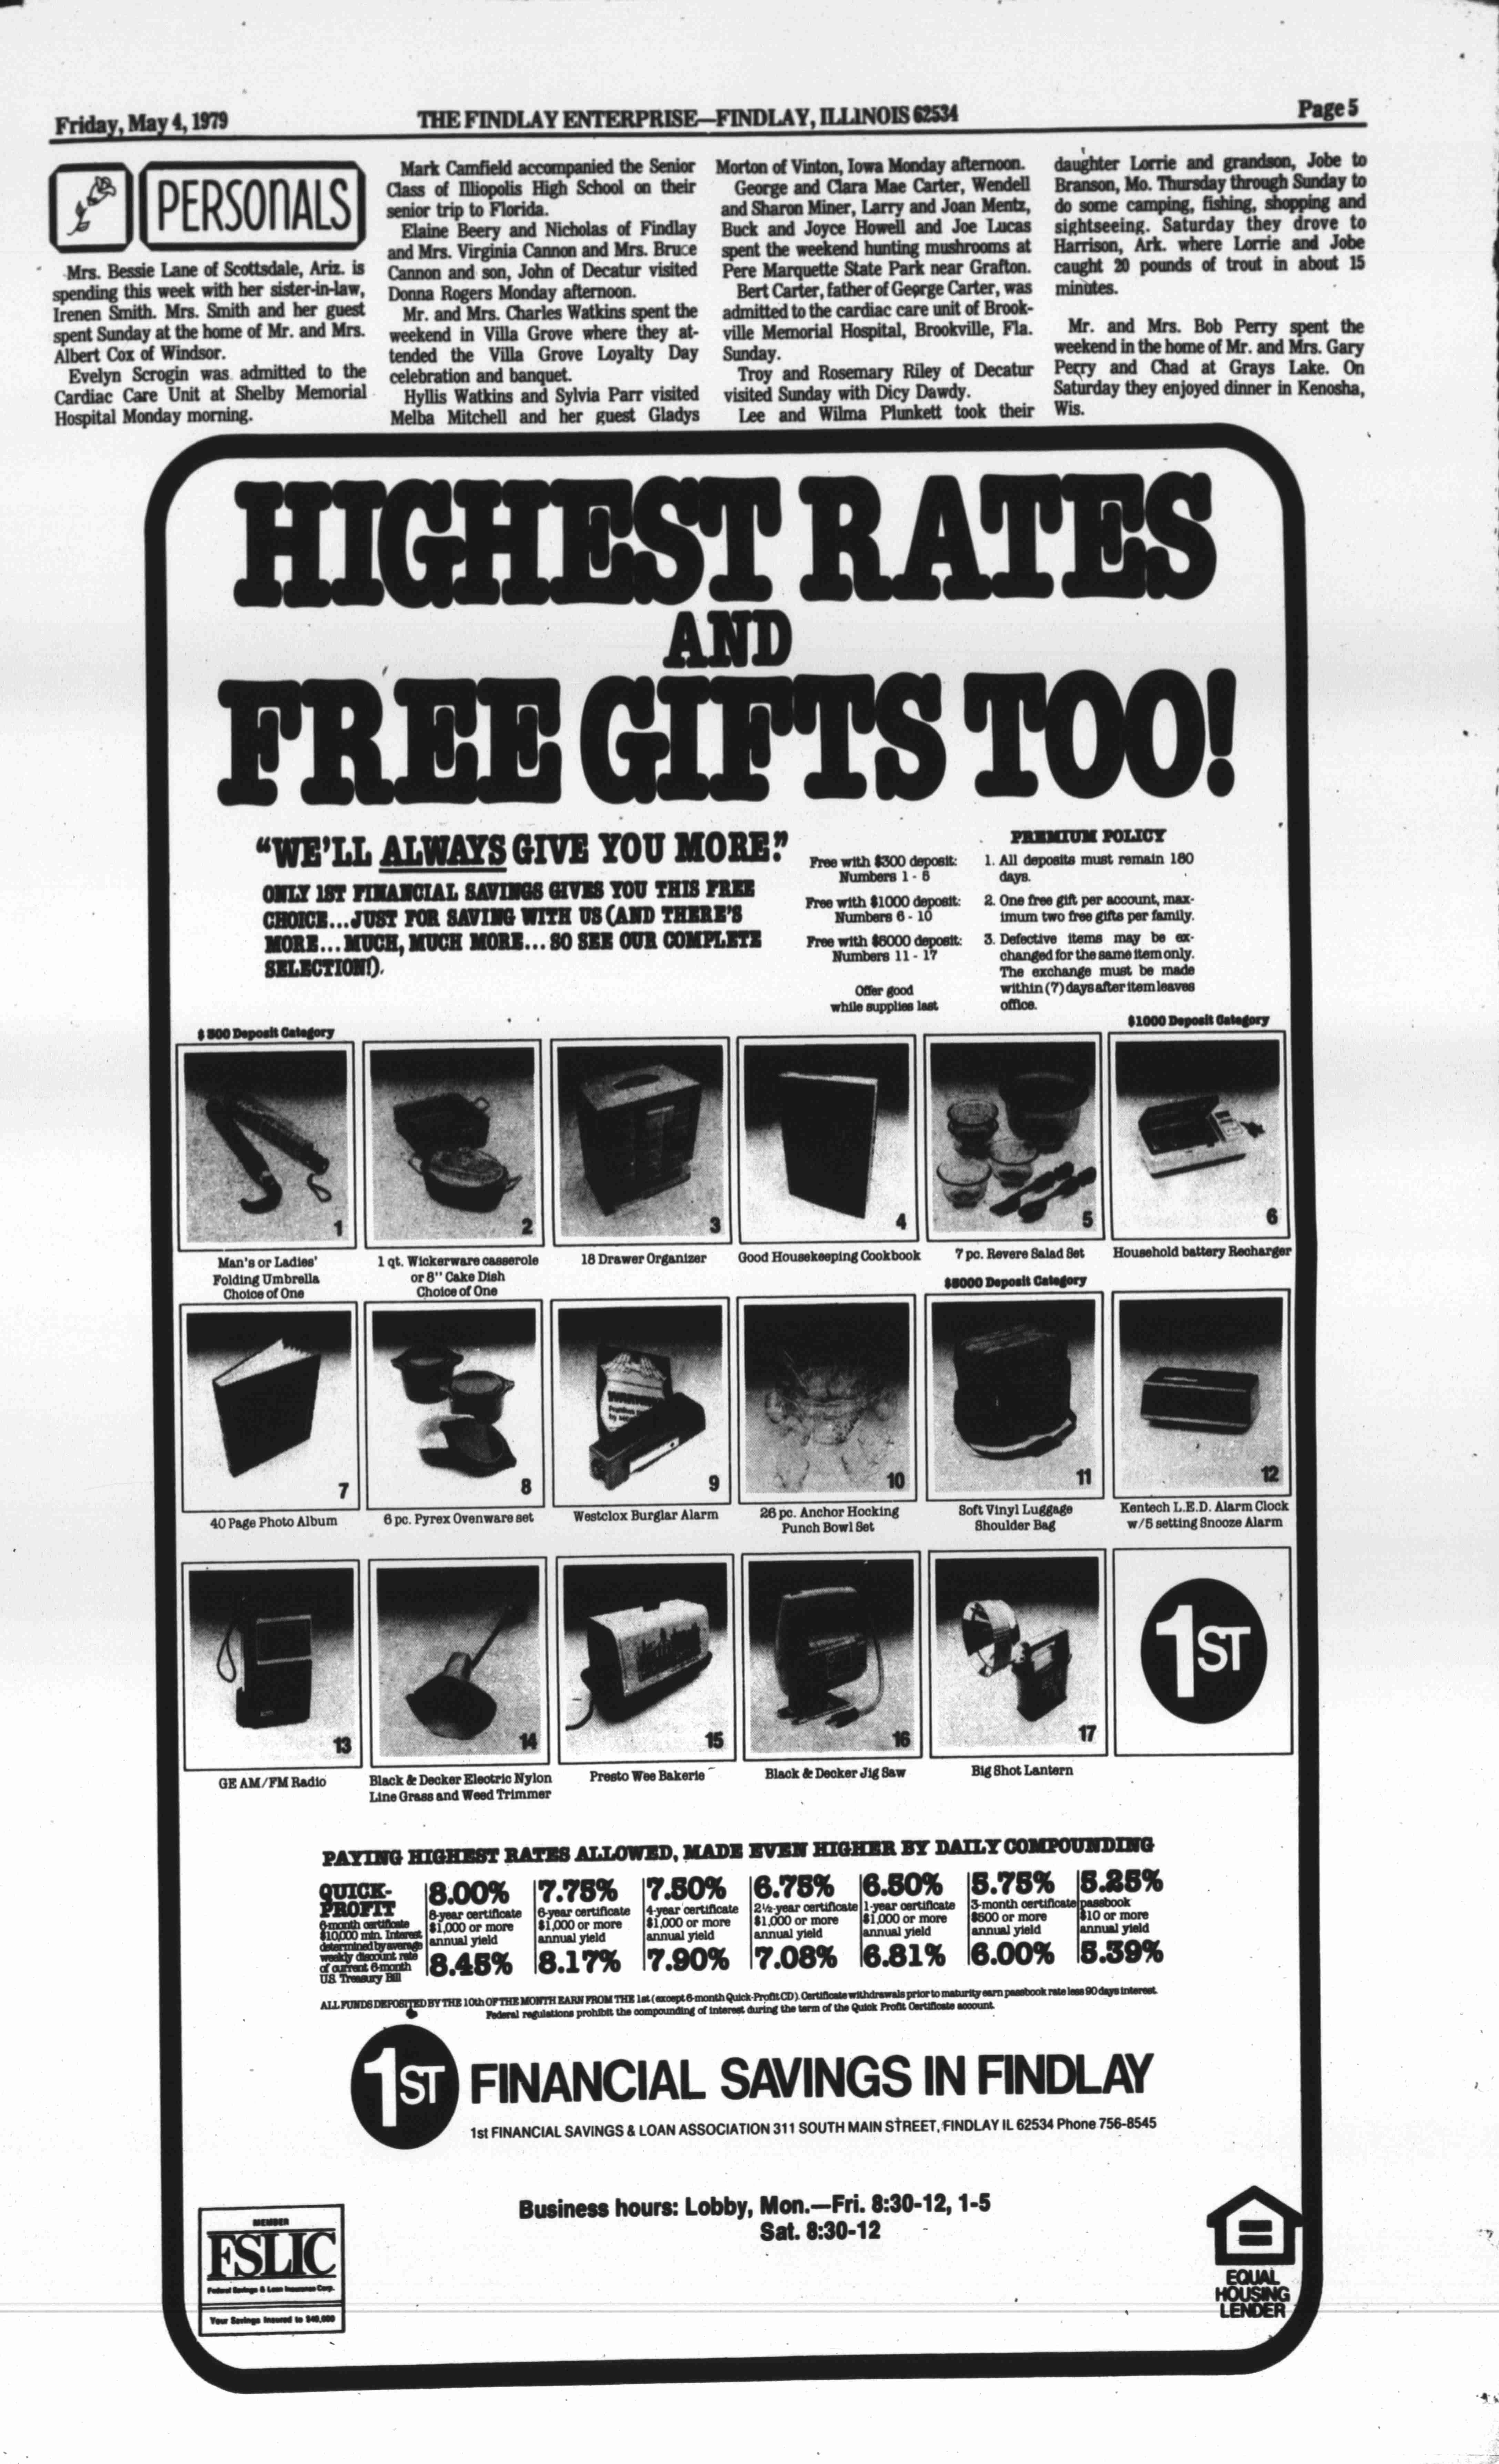 Friday, May 4, 1979
THE FINDLAY ENTERPRISE—FINDLAY, ILLINOIS 62534
Page 5
PERSONALS
Mrs. Bessie Lane of Scottsdale, Ariz. is
spending this week with her sister-in-law,
Irenen Smith. Mrs. Smith and her guest
spent Sunday at the home of Mr. and Mrs.
Albert Cox of Windsor.
Evelyn Scrogin was admitted to the
Cardiac Care Unit at Shelby Memorial
Hospital Monday morning.
Mark Camfield accompanied the Senior
Class of Illiopolis High School on their
senior trip to Florida.
Elaine Beery and Nicholas of Findlay
and Mrs. Virginia Cannon and Mrs. Bruce
Cannon and son, John of Decatur visited
Donna Rogers Monday afternoon.
Mr. and Mrs. Charles Watkins spent the
weekend in Villa Grove where they at-
tended the Villa Grove Loyalty Day
celebration and banquet.
Hyllis Watkins and Sylvia Parr visited
Melba Mitchell and her guest Gladys
Morton of Vinton, Iowa Monday afternoon.
George and Clara Mae Carter, Wendell
and Sharon Miner, Larry and Joan Mentz,
Buck and Joyce Howell and Joe Lucas
spent the weekend hunting mushrooms at
Pere Marquette State Park near Grafton.
Bert Carter, father of George Carter, was
admitted to the cardiac care unit of Brook-
ville Memorial Hospital, Brookville, Fla.
Sunday.
Troy and Rosemary Riley of Decatur
visited Sunday with Dicy Dawdy.
Lee and Wilma Plunkett took their
daughter Lorrie and grandson, Jobe to
Branson, Mo. Thursday through Sunday to
do some camping, fishing, shopping and
sightseeing. Saturday they drove to
Harrison, Ark. where Lorrie and Jobe
caught 20 pounds of trout in about 15
minutes.
Mr. and Mrs. Bob Perry spent the
weekend in the home of Mr. and Mrs. Gary
Perry and Chad at Grays Lake. On
Saturday they enjoyed dinner in Kenosha,
Wis.
HIGHEST RATES
AND
FREE GIFTS TOO!
"WE'LL ALWAYS GIVE YOU MORE."
ONLY 1ST FINANCIAL SAVINGS GIVES YOU THIS FREE
CHOICE...JUST FOR SAVING WITH US (AND THERE'S
MORE...MUCH, MUCH MORE...SO SEE OUR COMPLETE
SELECTION!).
Free with $300 deposit:
Numbers 1 - 5
Free with $1000 deposit:
Numbers 6 - 10
Free with $5000 deposit:
Numbers 11 - 17
Offer good
while supplies last
PREMIUM POLICY
1. All deposits must remain 180
days.
2. One free gift per account, max-
imum two free gifts per family.
3. Defective items may be ex-
changed for the same item only.
The exchange must be made
within (7) days after item leaves
office.
$300 Deposit Category
$1000 Deposit Category
1
2
3
4
5
6
Man's or Ladies'
Folding Umbrella
Choice of One
1 qt. Wickerware casserole
or 8" Cake Dish
Choice of One
18 Drawer Organizer
Good Housekeeping Cookbook
7 pc. Revere Salad Set
Household battery Recharger
$5000 Deposit Category
7
8
9
10
11
12
40 Page Photo Album
6 pc. Pyrex Ovenware set
Westclox Burglar Alarm
26 pc. Anchor Hocking
Punch Bowl Set
Soft Vinyl Luggage
Shoulder Bag
Kentech L.E.D. Alarm Clock
w/5 setting Snooze Alarm
13
14
15
16
17
1ST
GE AM/FM Radio
Black & Decker Electric Nylon
Line Grass and Weed Trimmer
Presto Wee Bakerie
Black & Decker Jig Saw
Big Shot Lantern
PAYING HIGHEST RATES ALLOWED, MADE EVEN HIGHER BY DAILY COMPOUNDING
QUICK-
PROFIT
6-month certificate
$10,000 min. Interest
determined by average
weekly discount rate
of current 6-month
U.S. Treasury Bill
8.00%
8-year certificate
$1,000 or more
annual yield
8.45%
7.75%
6-year certificate
$1,000 or more
annual yield
8.17%
7.50%
4-year certificate
$1,000 or more
annual yield
7.90%
6.75%
2½-year certificate
$1,000 or more
annual yield
7.08%
6.50%
1-year certificate
$1,000 or more
annual yield
6.81%
5.75%
3-month certificate
$500 or more
annual yield
6.00%
5.25%
passbook
$10 or more
annual yield
5.39%
ALL FUNDS DEPOSITED BY THE 10th OF THE MONTH EARN FROM THE 1st (except 6-month Quick-Profit CD). Certificate withdrawals prior to maturity earn passbook rate less 90 days interest.
Federal regulations prohibit the compounding of interest during the term of the Quick Profit Certificate account.
1ST FINANCIAL SAVINGS IN FINDLAY
1st FINANCIAL SAVINGS & LOAN ASSOCIATION 311 SOUTH MAIN STREET, FINDLAY IL 62534 Phone 756-8545
Business hours: Lobby, Mon.—Fri. 8:30-12, 1-5
Sat. 8:30-12
MEMBER
FSLIC
Federal Savings & Loan Insurance Corp.
Your Savings Insured to $40,000
EQUAL
HOUSING
LENDER